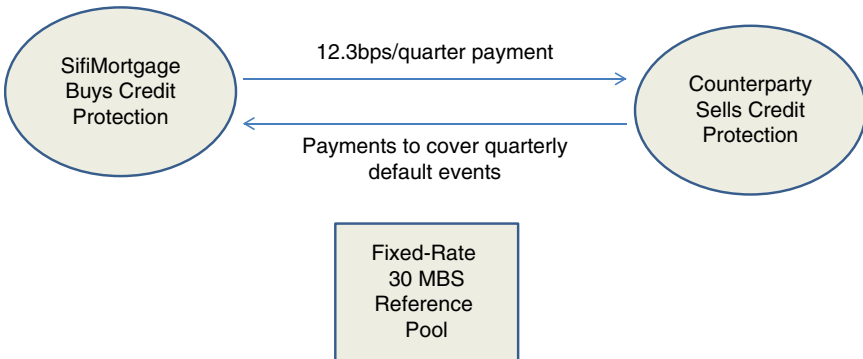 SifiMortgage
Buys Credit
Protection
12.3bps/quarter payment
Counterparty
Sells Credit
Protection
Payments to cover quarterly
default events
Fixed-Rate
30 MBS
Reference
Pool